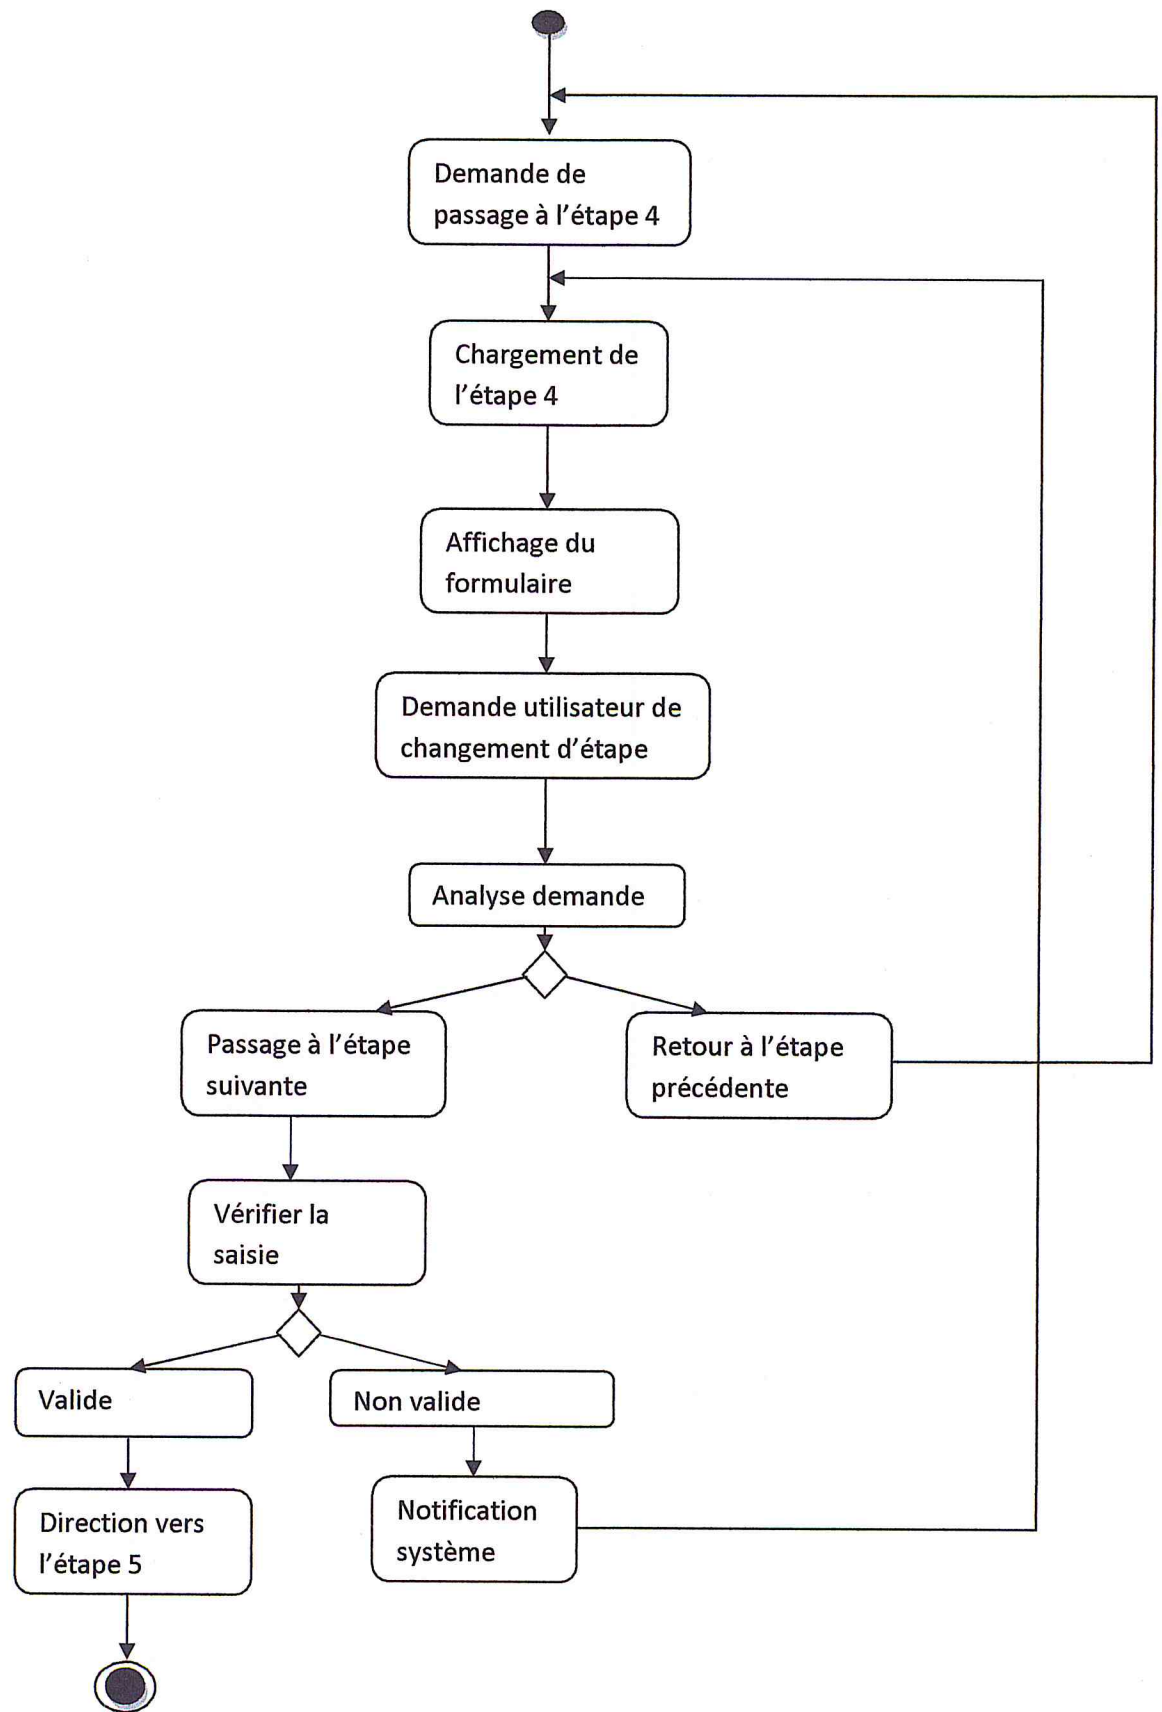 Demande de
passage à l'étape 4
Chargement de
l'étape 4
Affichage du
formulaire
Demande utilisateur de
changement d'étape
Analyse demande
Passage à l'étape
suivante
Retour à l'étape
précédente
Vérifier la
saisie
Valide
Non valide
Direction vers
l'étape 5
Notification
système